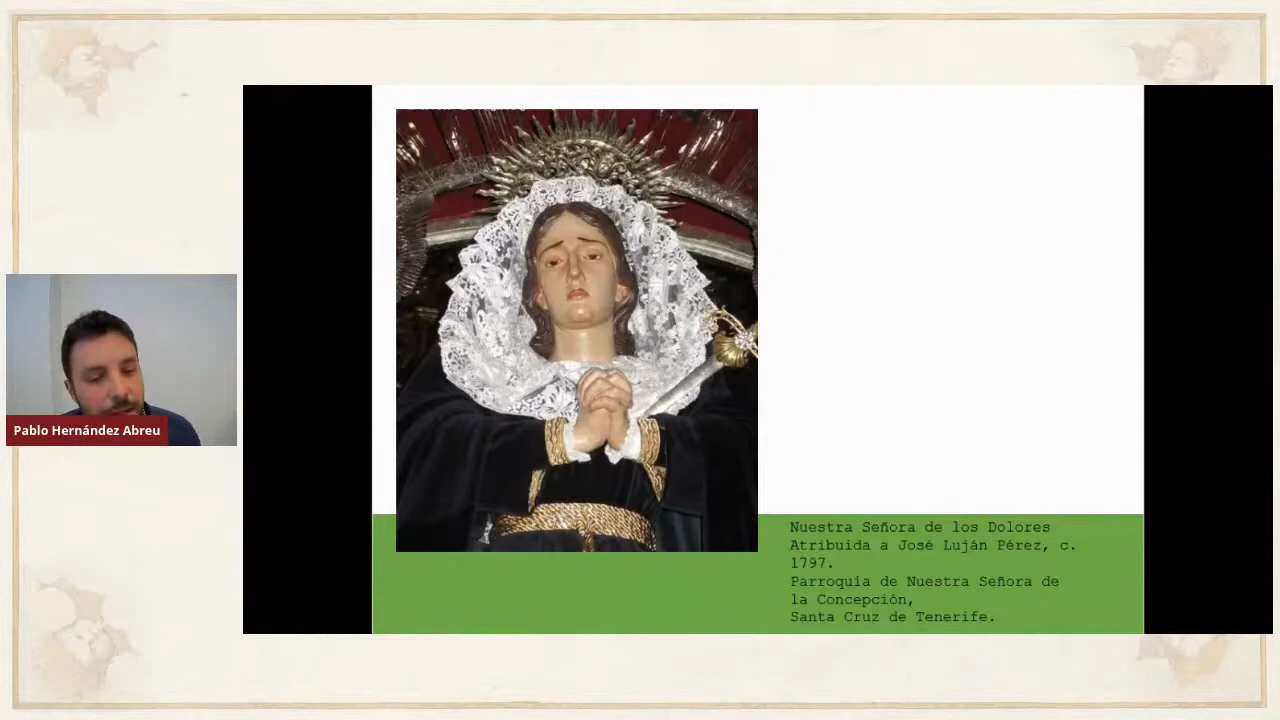 Pablo Hernández Abreu
Nuestra Señora de los Dolores
Atribuida a José Luján Pérez, c.
1797.
Parroquia de Nuestra Señora de
la Concepción,
Santa Cruz de Tenerife.